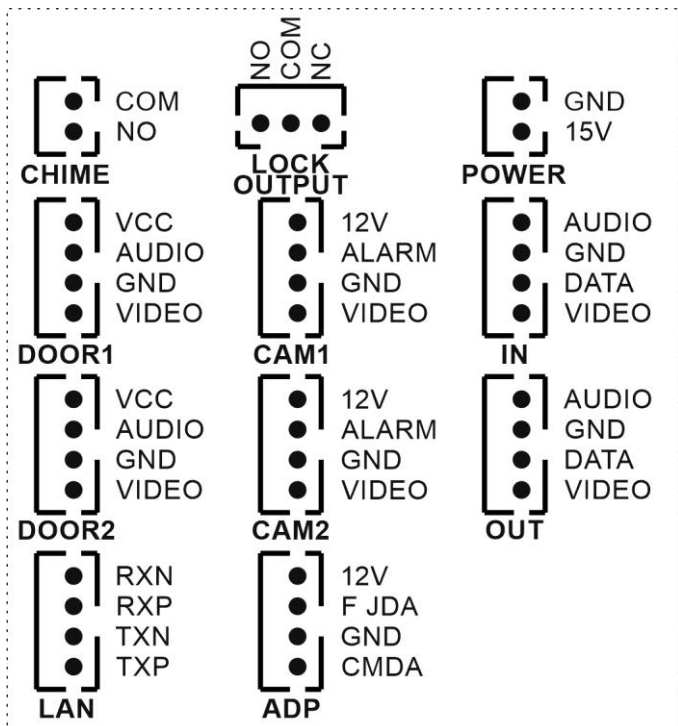 COM
NO
CHIME
NO
COM
NC
LOCK
OUTPUT
GND
15V
POWER
VCC
AUDIO
GND
VIDEO
DOOR1
12V
ALARM
GND
VIDEO
CAM1
AUDIO
GND
DATA
VIDEO
IN
VCC
AUDIO
GND
VIDEO
DOOR2
12V
ALARM
GND
VIDEO
CAM2
AUDIO
GND
DATA
VIDEO
OUT
RXN
RXP
TXN
TXP
LAN
12V
F JDA
GND
CMDA
ADP